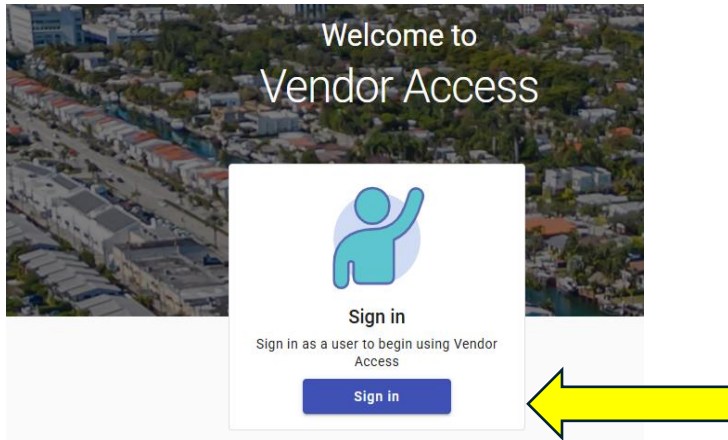 Welcome to
Vendor Access
Sign in
Sign in as a user to begin using Vendor
Access
Sign in